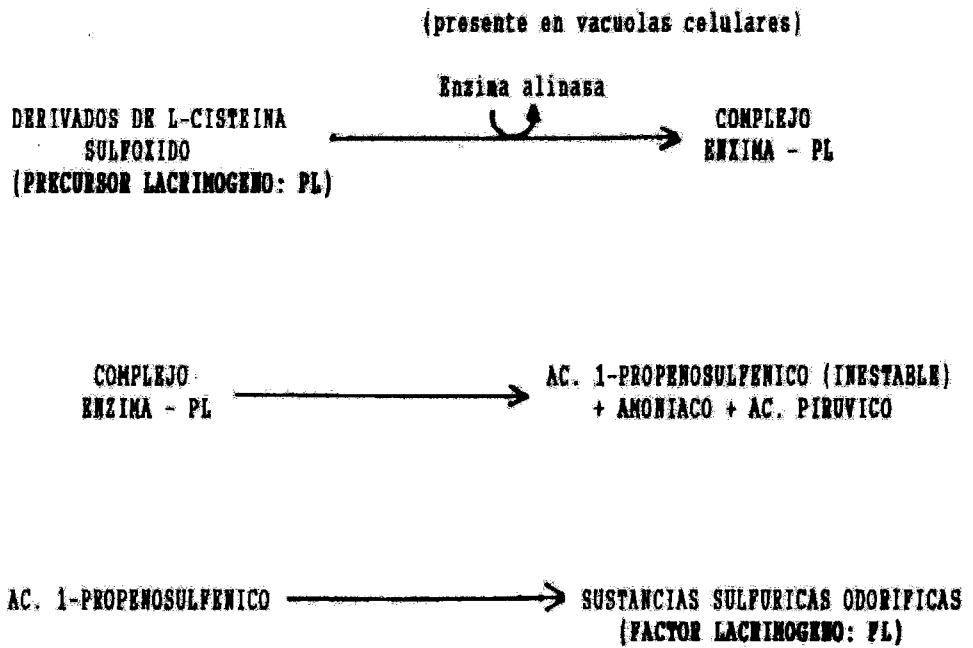 (presente en vacuolas celulares)
Enzima alinasa
DERIVADOS DE L-CISTEINA
SULFOXIDO
(PRECURSOR LACRIMOGENO: PL)
COMPLEJO
ENZIMA - PL
COMPLEJO
ENZIMA - PL
AC. 1-PROPENOSULFENICO (INESTABLE)
+ AMONIACO + AC. PIRUVICO
AC. 1-PROPENOSULFENICO
SUSTANCIAS SULFURICAS ODORIFICAS
(FACTOR LACRIMOGENO: FL)